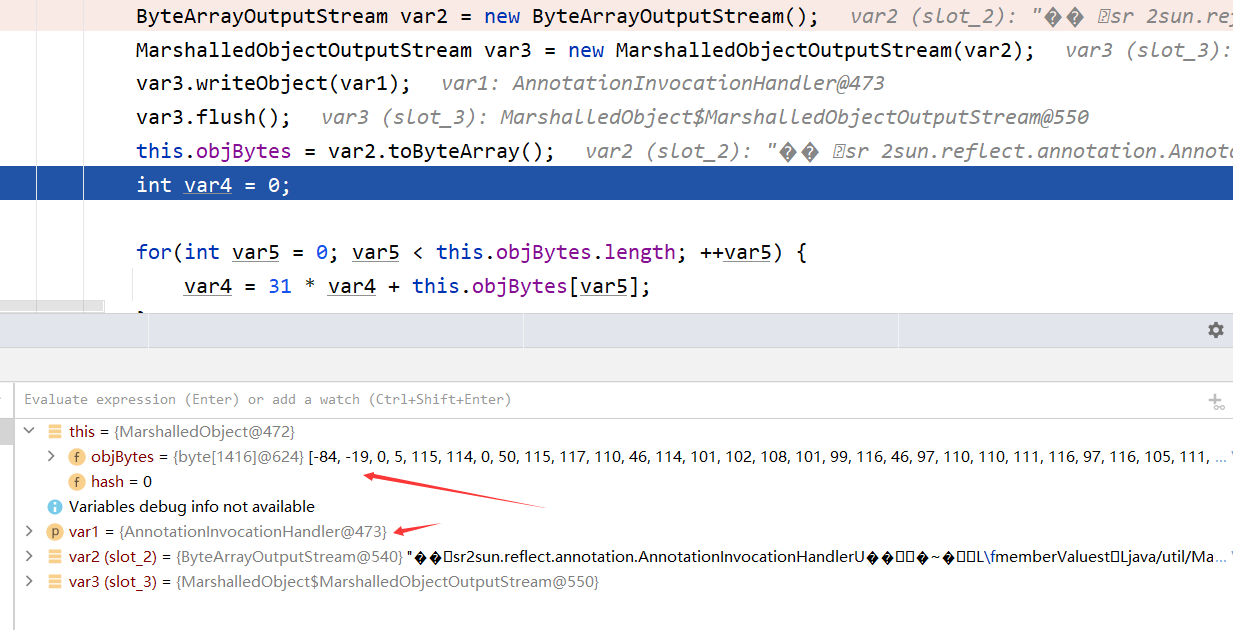 ByteArrayOutputStream var2 = new ByteArrayOutputStream(); var2 (slot_2): "�� sr 2sun.ref
MarshalledObjectOutputStream var3 = new MarshalledObjectOutputStream(var2); var3 (slot_3):
var3.writeObject(var1); var1: AnnotationInvocationHandler@473
var3.flush(); var3 (slot_3): MarshalledObject$MarshalledObjectOutputStream@550
this.objBytes = var2.toByteArray(); var2 (slot_2): "�� sr 2sun.reflect.annotation.Annot
int var4 = 0;
for(int var5 = 0; var5 < this.objBytes.length; ++var5) {
var4 = 31 * var4 + this.objBytes[var5];
Evaluate expression (Enter) or add a watch (Ctrl+Shift+Enter)
this = {MarshalledObject@472}
f objBytes = {byte[1416]@624} [-84, -19, 0, 5, 115, 114, 0, 50, 115, 117, 110, 46, 114, 101, 102, 108, 101, 99, 116, 46, 97, 110, 110, 111, 116, 97, 116, 105, 111, ...
f hash = 0
Variables debug info not available
p var1 = {AnnotationInvocationHandler@473}
var2 (slot_2) = {ByteArrayOutputStream@540} "��sr2sun.reflect.annotation.AnnotationInvocationHandlerU���~�L\fmemberValuestLjava/util/Ma...
var3 (slot_3) = {MarshalledObject$MarshalledObjectOutputStream@550}